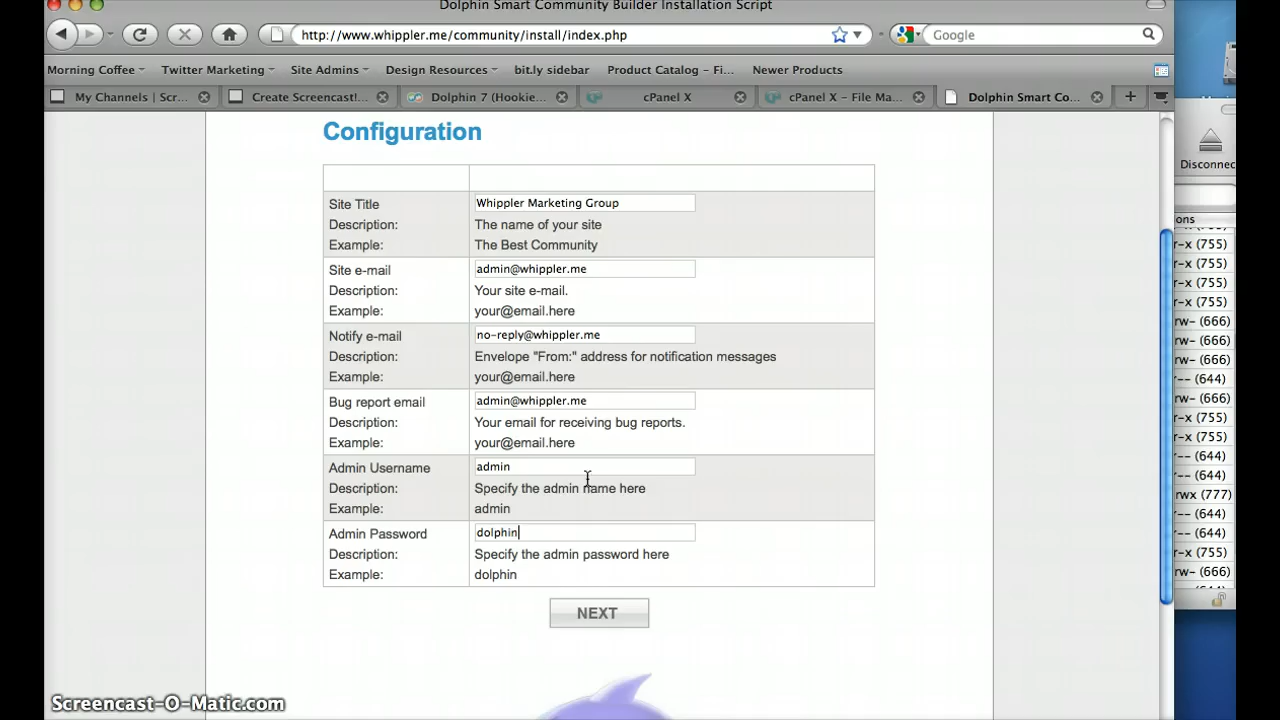 Dolphin Smart Community Builder Installation Script
http://www.whippler.me/community/install/index.php
Google
Morning Coffee
Twitter Marketing
Site Admins
Design Resources
bit.ly sidebar
Product Catalog - Fi...
Newer Products
My Channels | Scr...
Create Screencast!...
Dolphin 7 (Hookie...
cPanel X
cPanel X - File Ma...
Dolphin Smart Co...
Configuration
Site Title
Whippler Marketing Group
Description:
The name of your site
Example:
The Best Community
Site e-mail
admin@whippler.me
Description:
Your site e-mail.
Example:
your@email.here
Notify e-mail
no-reply@whippler.me
Description:
Envelope "From:" address for notification messages
Example:
your@email.here
Bug report email
admin@whippler.me
Description:
Your email for receiving bug reports.
Example:
your@email.here
Admin Username
admin
Description:
Specify the admin name here
Example:
admin
Admin Password
dolphin
Description:
Specify the admin password here
Example:
dolphin
NEXT
Disconnec
ons
r-x (755)
r-x (755)
r-x (755)
r-x (755)
rw- (666)
rw- (666)
rw- (666)
r-- (644)
rw- (666)
r-x (755)
r-x (755)
r-- (644)
r-- (644)
rwx (777)
r-- (644)
r-- (644)
r-x (755)
rw- (666)
Screencast-O-Matic.com